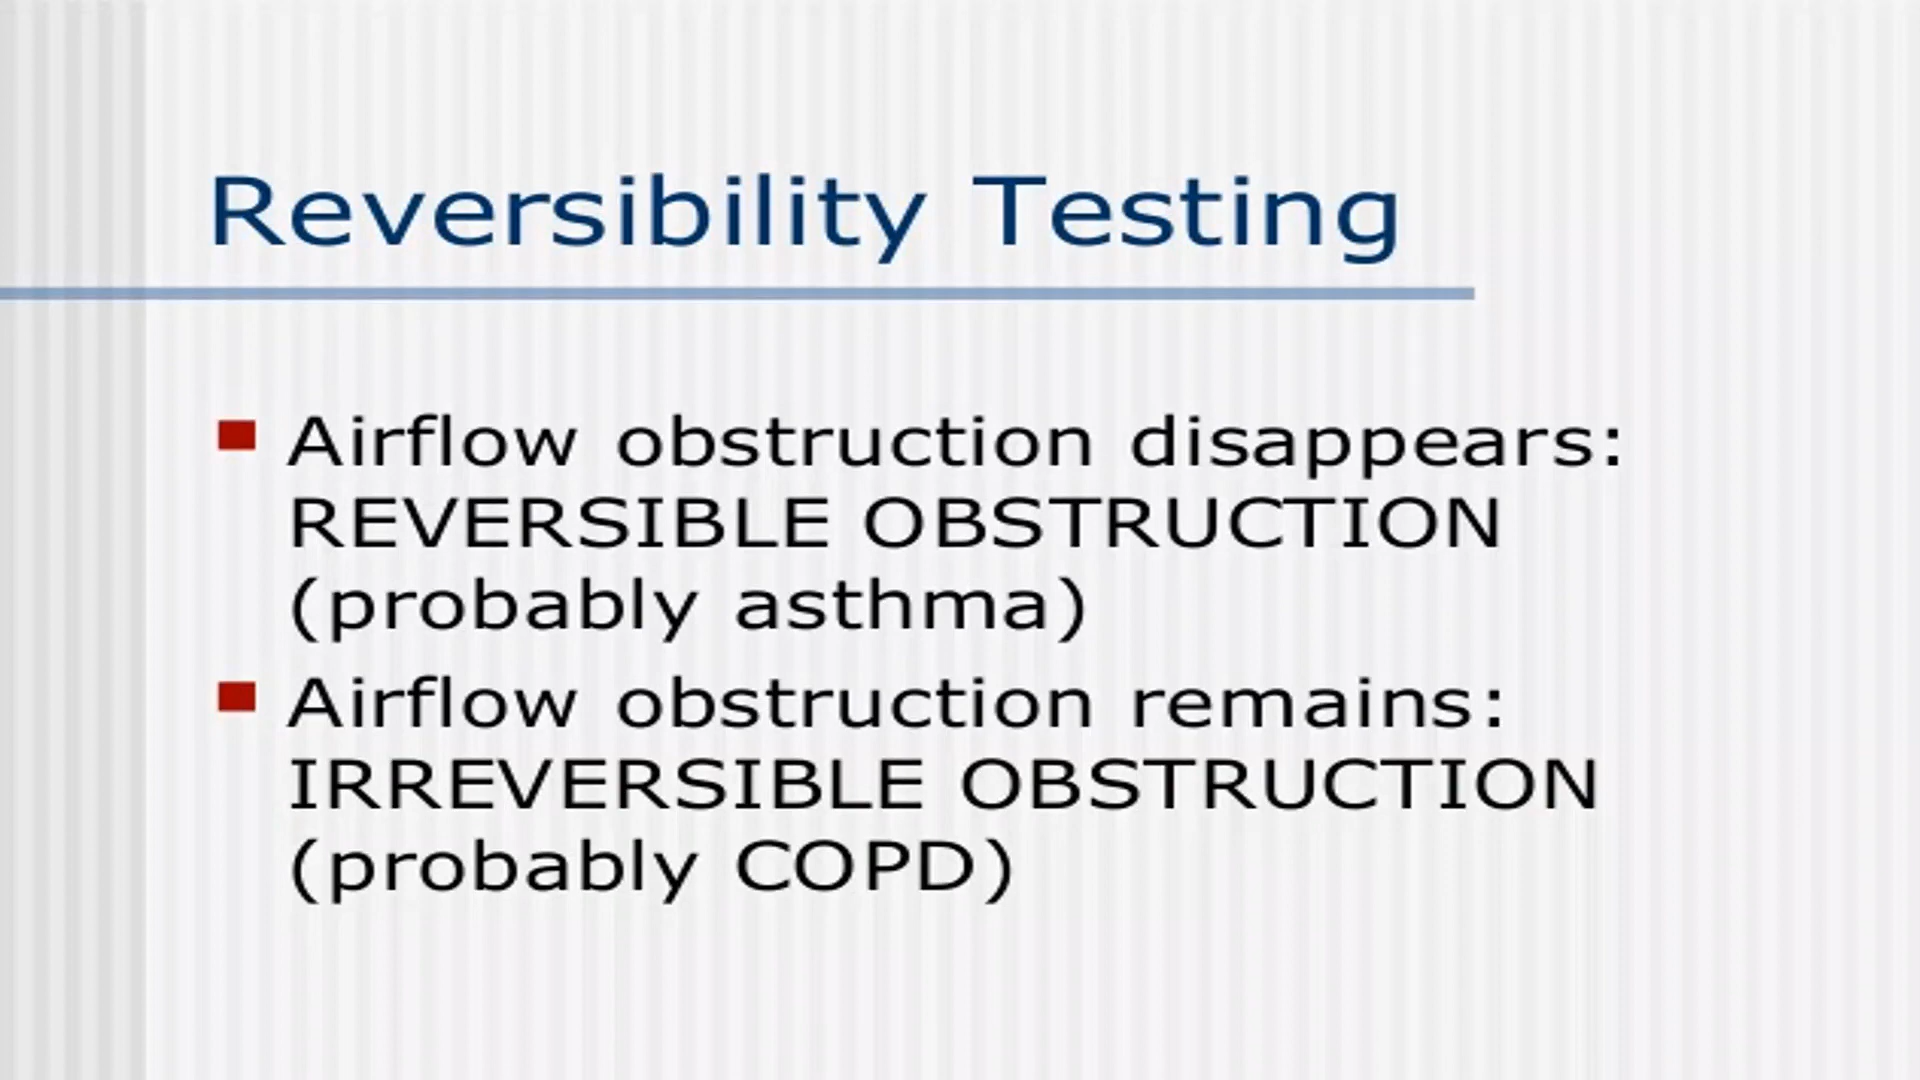 Reversibility Testing
Airflow obstruction disappears:
REVERSIBLE OBSTRUCTION
(probably asthma)
Airflow obstruction remains:
IRREVERSIBLE OBSTRUCTION
(probably COPD)